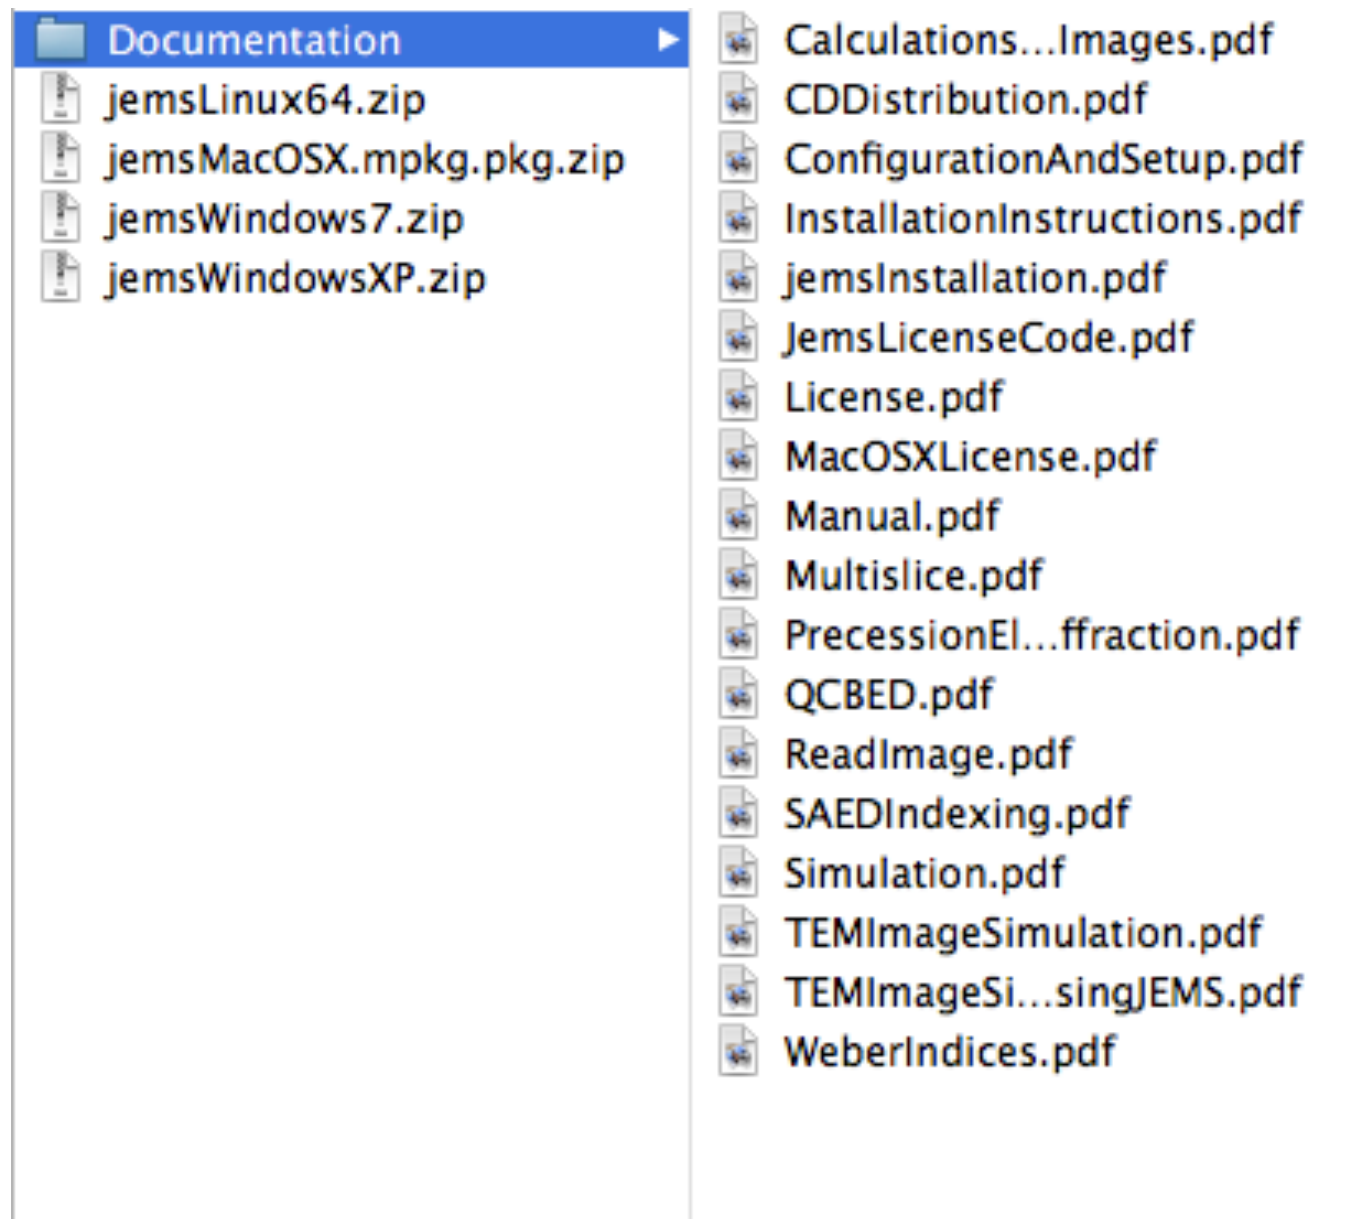 Documentation
jemsLinux64.zip
jemsMacOSX.mpkg.pkg.zip
jemsWindows7.zip
jemsWindowsXP.zip
Calculations...Images.pdf
CDDistribution.pdf
ConfigurationAndSetup.pdf
InstallationInstructions.pdf
jemsInstallation.pdf
JemsLicenseCode.pdf
License.pdf
MacOSXLicense.pdf
Manual.pdf
Multislice.pdf
PrecessionEl...ffraction.pdf
QCBED.pdf
ReadImage.pdf
SAEDIndexing.pdf
Simulation.pdf
TEMImageSimulation.pdf
TEMImageSi...singJEMS.pdf
WeberIndices.pdf